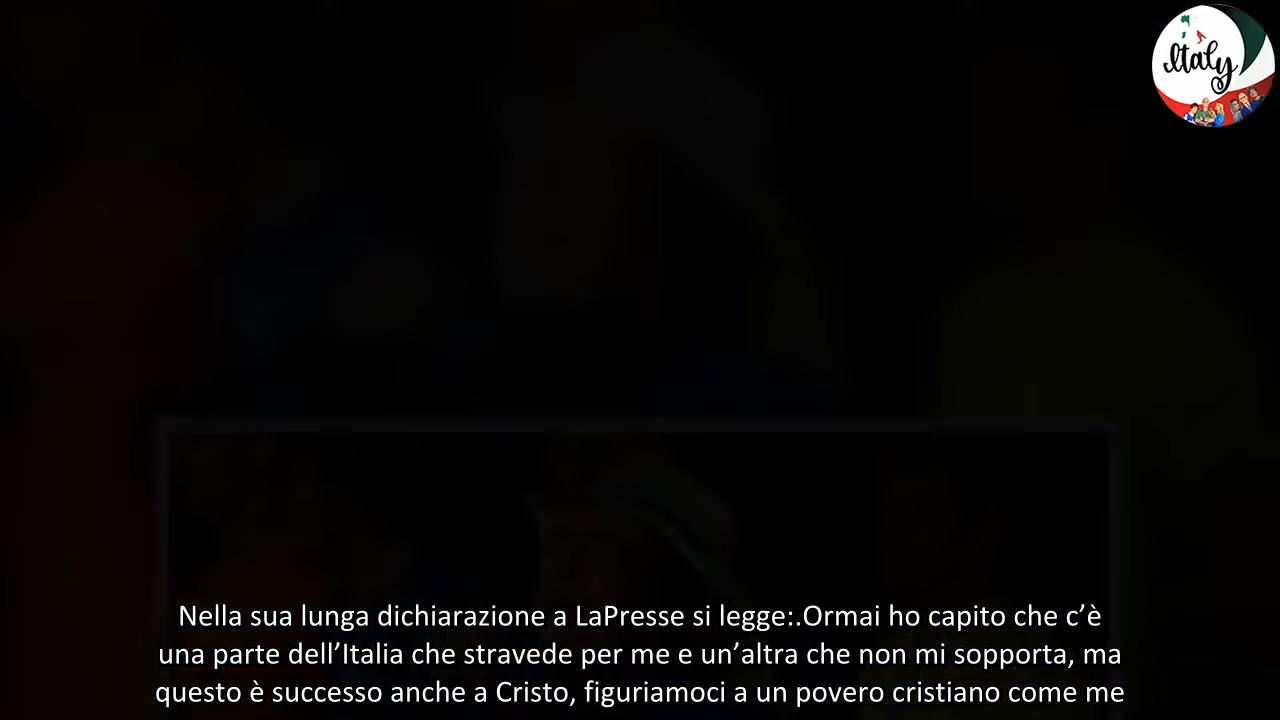 Italy
Nella sua lunga dichiarazione a LaPresse si legge:.Ormai ho capito che c’è
una parte dell’Italia che stravede per me e un’altra che non mi sopporta, ma
questo è successo anche a Cristo, figuriamoci a un povero cristiano come me